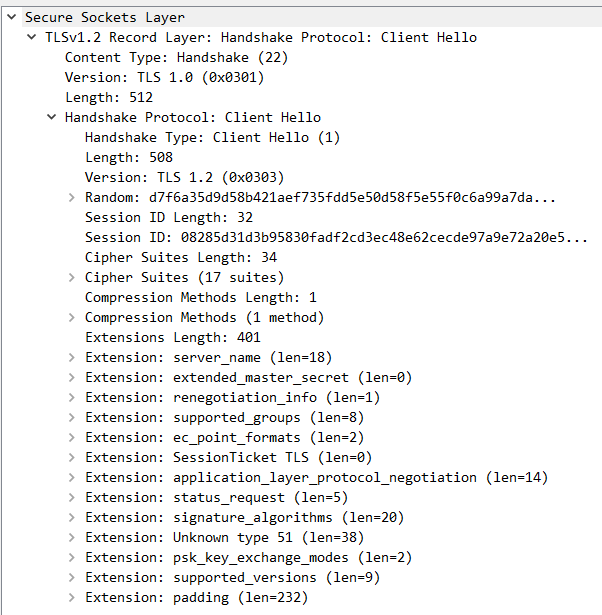 Secure Sockets Layer
TLSv1.2 Record Layer: Handshake Protocol: Client Hello
Content Type: Handshake (22)
Version: TLS 1.0 (0x0301)
Length: 512
Handshake Protocol: Client Hello
Handshake Type: Client Hello (1)
Length: 508
Version: TLS 1.2 (0x0303)
Random: d7f6a35d9d58b421aef735fdd5e50d58f5e55f0c6a99a7da...
Session ID Length: 32
Session ID: 08285d31d3b95830fadf2cd3ec48e62cecde97a9e72a20e5...
Cipher Suites Length: 34
Cipher Suites (17 suites)
Compression Methods Length: 1
Compression Methods (1 method)
Extensions Length: 401
Extension: server_name (len=18)
Extension: extended_master_secret (len=0)
Extension: renegotiation_info (len=1)
Extension: supported_groups (len=8)
Extension: ec_point_formats (len=2)
Extension: SessionTicket TLS (len=0)
Extension: application_layer_protocol_negotiation (len=14)
Extension: status_request (len=5)
Extension: signature_algorithms (len=20)
Extension: Unknown type 51 (len=38)
Extension: psk_key_exchange_modes (len=2)
Extension: supported_versions (len=9)
Extension: padding (len=232)